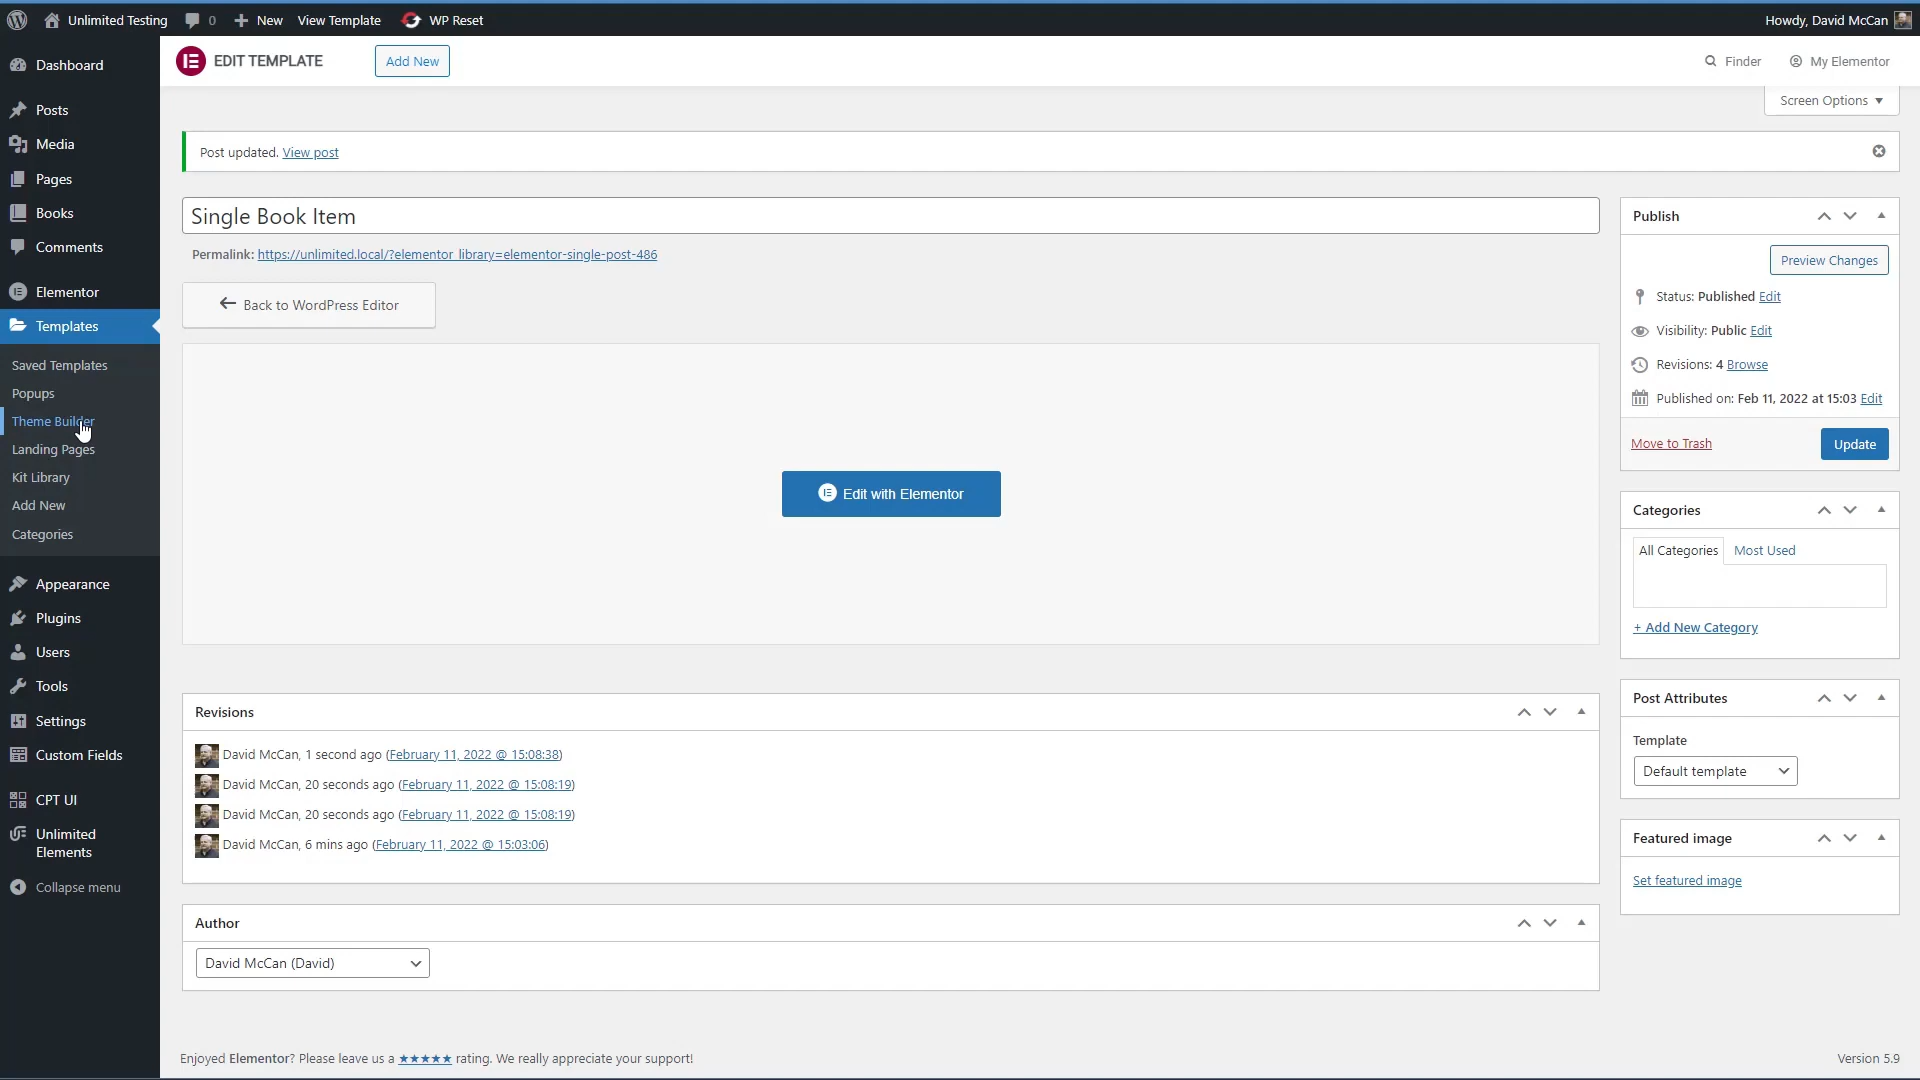 Unlimited Testing
0
New
View Template
WP Reset
Howdy, David McCan
Dashboard
Posts
Media
Pages
Books
Comments
Elementor
Templates
Saved Templates
Popups
Theme Builder
Landing Pages
Kit Library
Add New
Categories
Appearance
Plugins
Users
Tools
Settings
Custom Fields
CPT UI
Unlimited
Elements
Collapse menu
EDIT TEMPLATE
Add New
Finder
My Elementor
Screen Options
Post updated. View post
Single Book Item
Permalink: https://unlimited.local/?elementor_library=elementor-single-post-486
Back to WordPress Editor
Edit with Elementor
Revisions
David McCan, 1 second ago (February 11, 2022 @ 15:08:38)
David McCan, 20 seconds ago (February 11, 2022 @ 15:08:19)
David McCan, 20 seconds ago (February 11, 2022 @ 15:08:19)
David McCan, 6 mins ago (February 11, 2022 @ 15:03:06)
Author
David McCan (David)
Publish
Preview Changes
Status: Published Edit
Visibility: Public Edit
Revisions: 4 Browse
Published on: Feb 11, 2022 at 15:03 Edit
Move to Trash
Update
Categories
All Categories
Most Used
+ Add New Category
Post Attributes
Template
Default template
Featured image
Set featured image
Enjoyed Elementor? Please leave us a ★★★★★ rating. We really appreciate your support!
Version 5.9